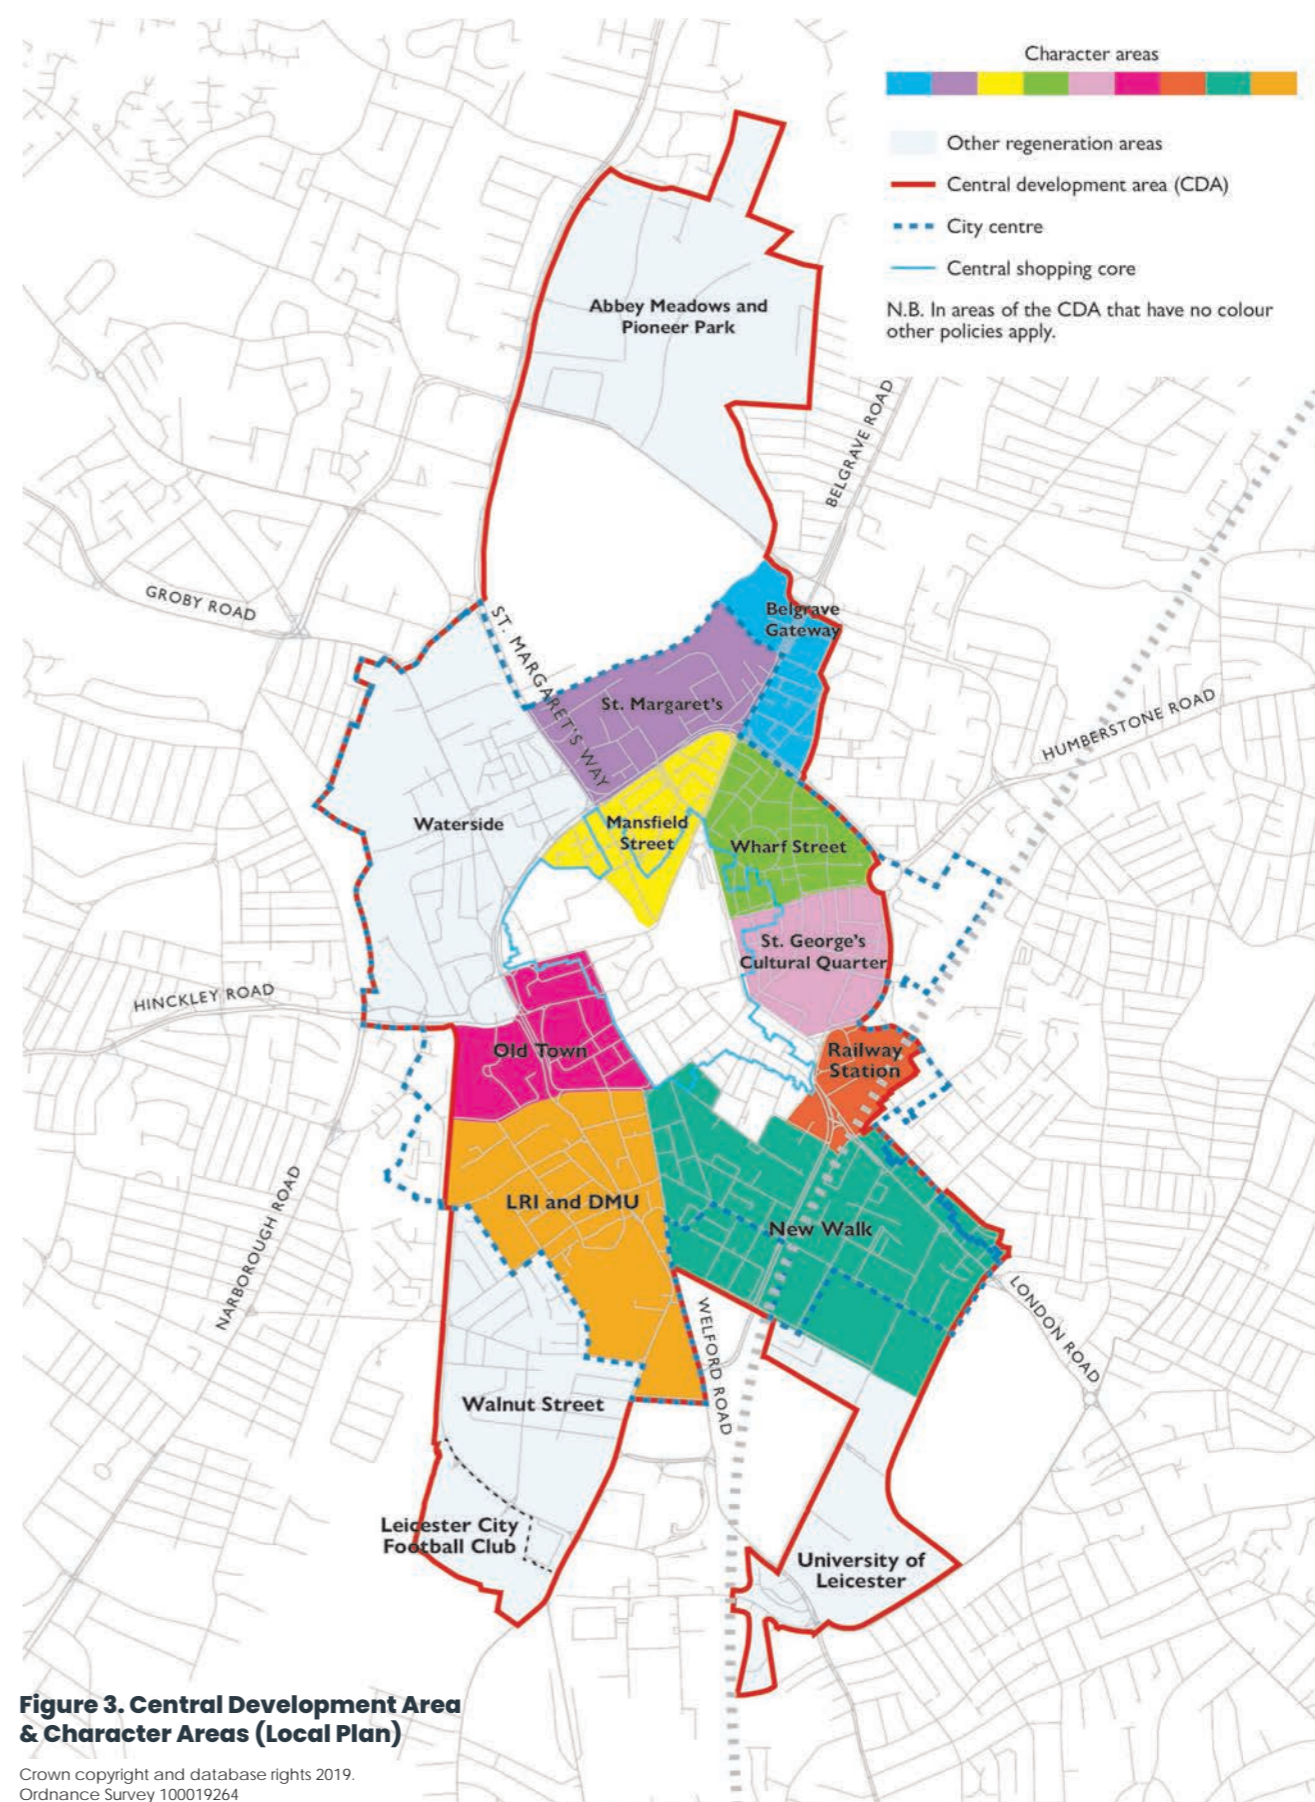 Character areas
Other regeneration areas
Central development area (CDA)
City centre
Central shopping core
N.B. In areas of the CDA that have no colour
other policies apply.
Abbey Meadows and
Pioneer Park
BELGRAVE ROAD
GROBY ROAD
ST. MARGARET'S WAY
Belgrave
Gateway
St. Margaret's
HUMBERSTONE ROAD
Waterside
Mansfield
Street
Wharf Street
St. George's
Cultural Quarter
HINCKLEY ROAD
Old Town
Railway
Station
NARBOROUGH ROAD
LRI and DMU
New Walk
LONDON ROAD
WELFORD ROAD
Walnut Street
Leicester City
Football Club
University of
Leicester
Figure 3. Central Development Area
& Character Areas (Local Plan)
Crown copyright and database rights 2019.
Ordnance Survey 100019264